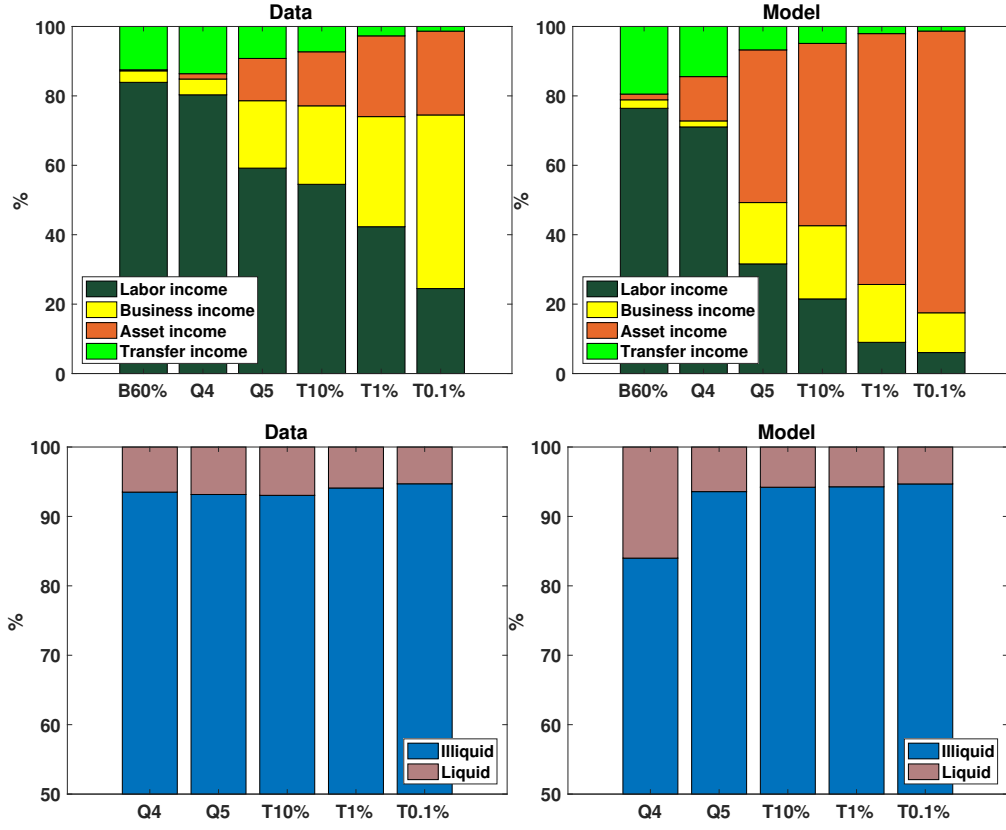 Data
100
80
60
40
20
0
%
Labor income
Business income
Asset income
Transfer income
B60% Q4 Q5 T10% T1% T0.1%
Model
100
80
60
40
20
0
%
Labor income
Business income
Asset income
Transfer income
B60% Q4 Q5 T10% T1% T0.1%
Data
100
90
80
70
60
50
%
Illiquid
Liquid
Q4 Q5 T10% T1% T0.1%
Model
100
90
80
70
60
50
%
Illiquid
Liquid
Q4 Q5 T10% T1% T0.1%